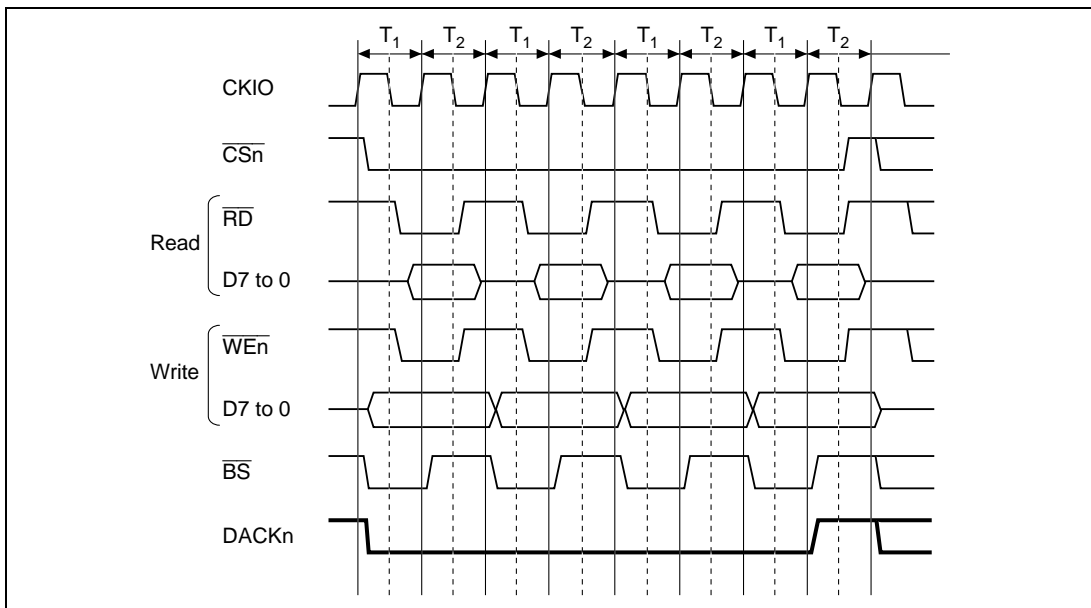 T1 T2 T1 T2 T1 T2 T1 T2
CKIO
CSn
RD
Read
D7 to 0
WEn
Write
D7 to 0
BS
DACKn